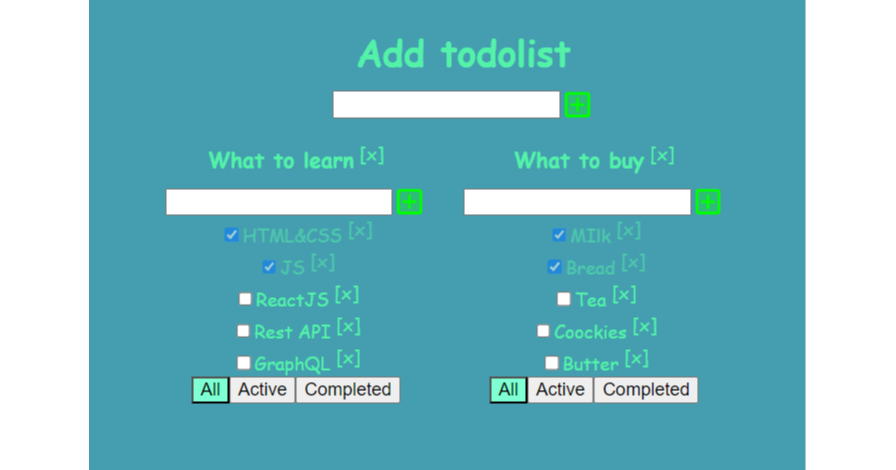 Add todolist
What to learn [x]
HTML&CSS [x]
JS [x]
ReactJS [x]
Rest API [x]
GraphQL [x]
All Active Completed
What to buy [x]
MIlk [x]
Bread [x]
Tea [x]
Coockies [x]
Butter [x]
All Active Completed